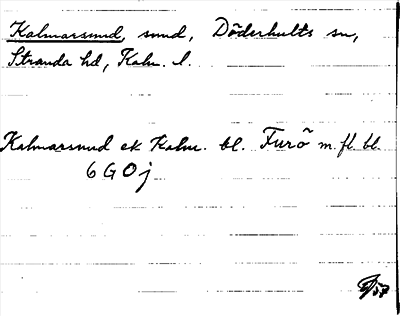 Kalmarsund, sund, Döderhults sn,
Stranda hd, Kalm. l.
Kalmarsund ek Kalm. bl. Furö m. fl. bl.
6 G 0 j